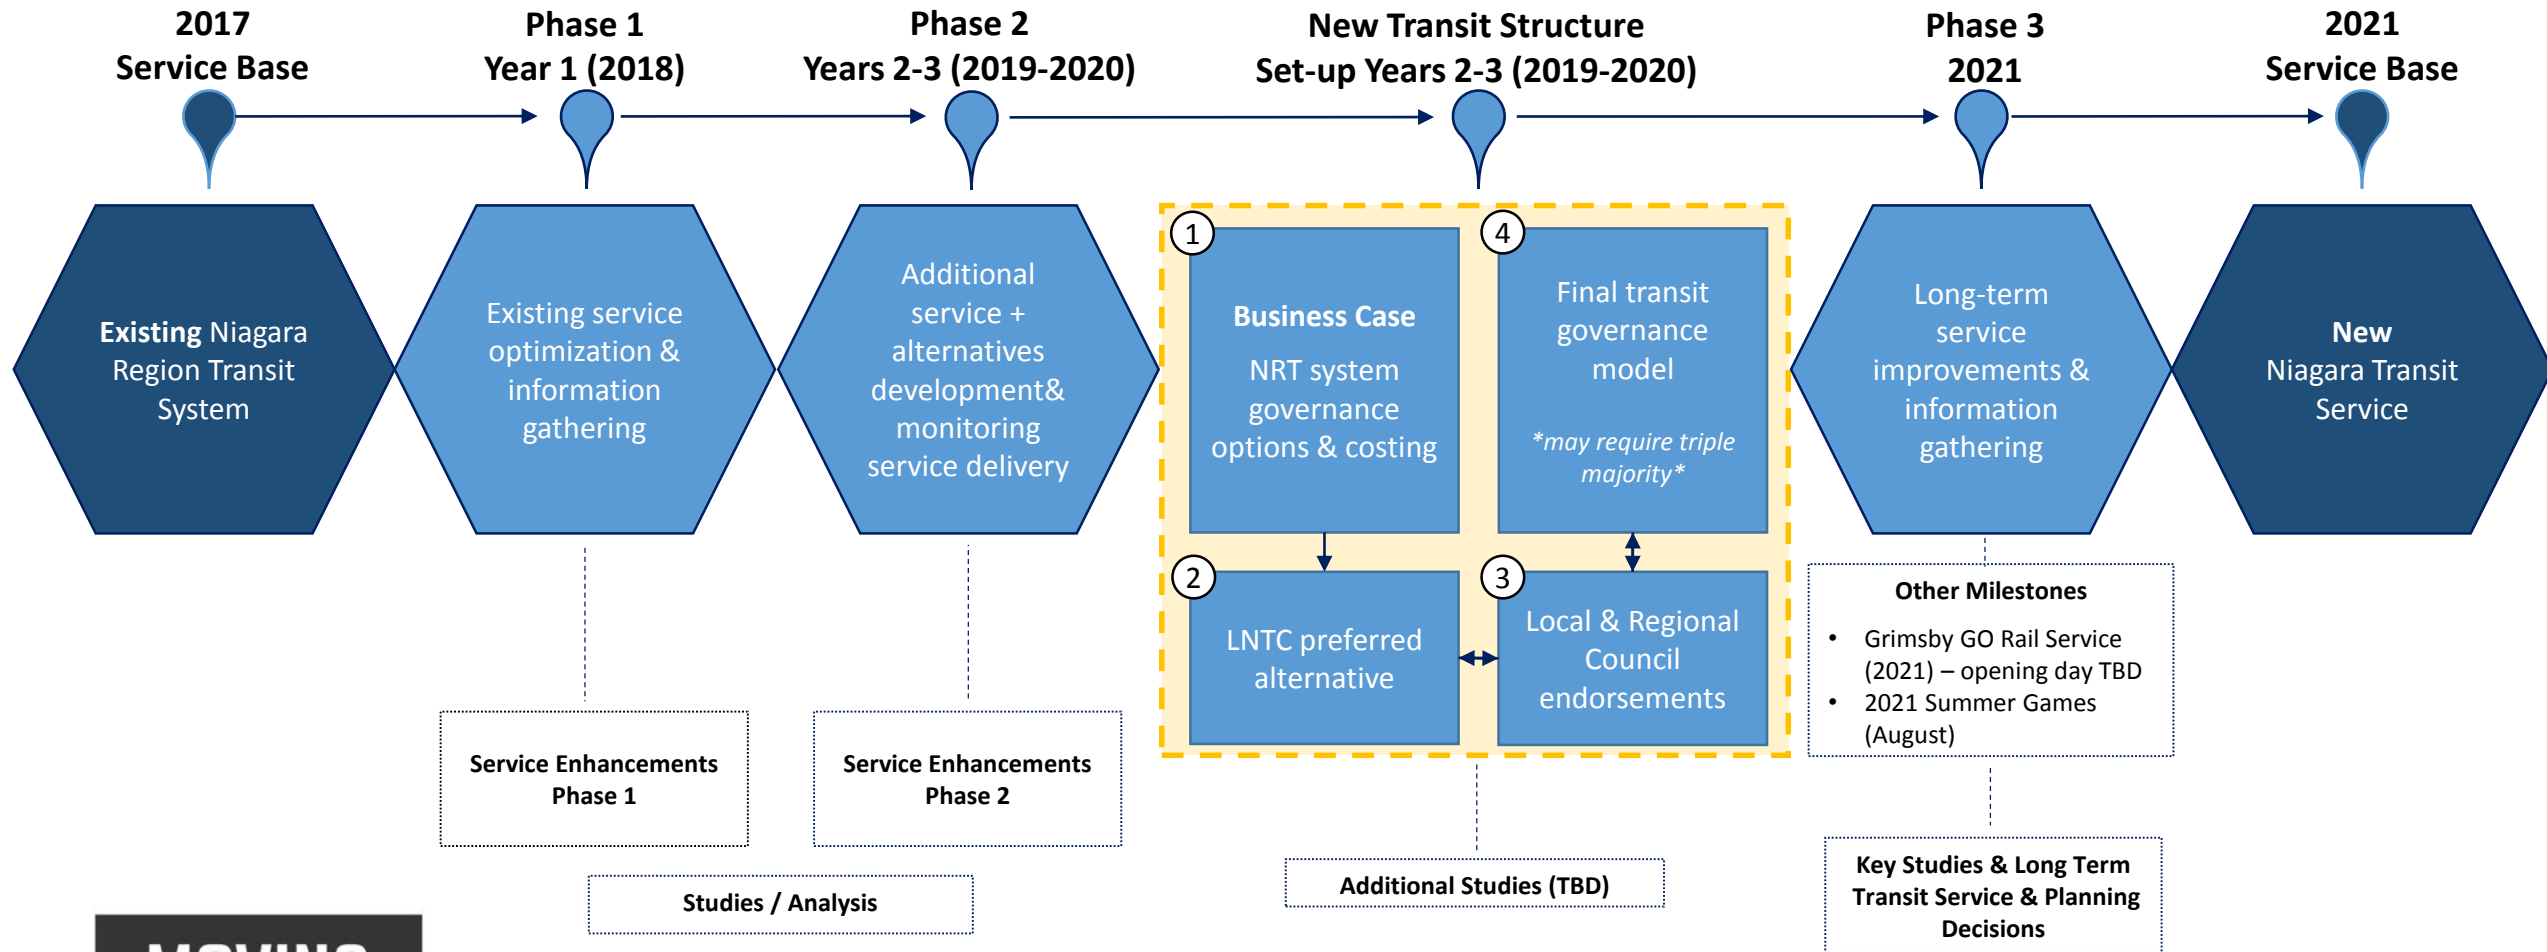 2017
Service Base
Phase 1
Year 1 (2018)
Phase 2
Years 2-3 (2019-2020)
New Transit Structure
Set-up Years 2-3 (2019-2020)
Phase 3
2021
2021
Service Base
Existing Niagara
Region Transit
System
Existing service
optimization &
information
gathering
Additional
service +
alternatives
development&
monitoring
service delivery
1
Business Case
NRT system
governance
options & costing
2
LNTC preferred
alternative
3
Local & Regional
Council
endorsements
4
Final transit
governance
model
*may require triple
majority*
Long-term
service
improvements &
information
gathering
New
Niagara Transit
Service
Service Enhancements
Phase 1
Service Enhancements
Phase 2
Studies / Analysis
Additional Studies (TBD)
Other Milestones
• Grimsby GO Rail Service
(2021) – opening day TBD
• 2021 Summer Games
(August)
Key Studies & Long Term
Transit Service & Planning
Decisions
MOVING